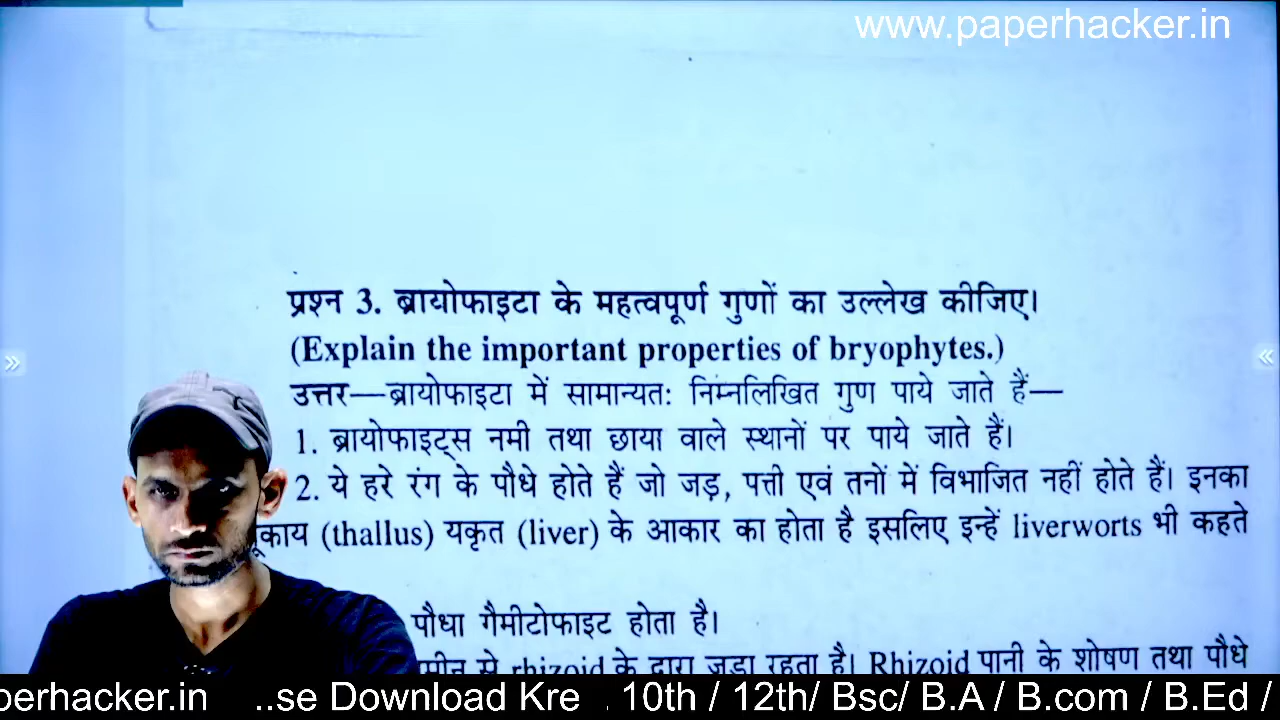 www.paperhacker.in
प्रश्न 3. ब्रायोफाइटा के महत्वपूर्ण गुणों का उल्लेख कीजिए।
(Explain the important properties of bryophytes.)
उत्तर—ब्रायोफाइटा में सामान्यतः निम्नलिखित गुण पाये जाते हैं—
1. ब्रायोफाइट्स नमी तथा छाया वाले स्थानों पर पाये जाते हैं।
2. ये हरे रंग के पौधे होते हैं जो जड़, पत्ती एवं तनों में विभाजित नहीं होते हैं। इनका
(thallus) यकृत (liver) के आकार का होता है इसलिए इन्हें liverworts भी कहते
पौधा गैमीटोफाइट होता है।
से rhizoid के द्वारा जुड़ा रहता है। Rhizoid पानी के शोषण तथा पौधे
perhacker.in ..se Download Kre . 10th / 12th/ Bsc/ B.A / B.com / B.Ed /